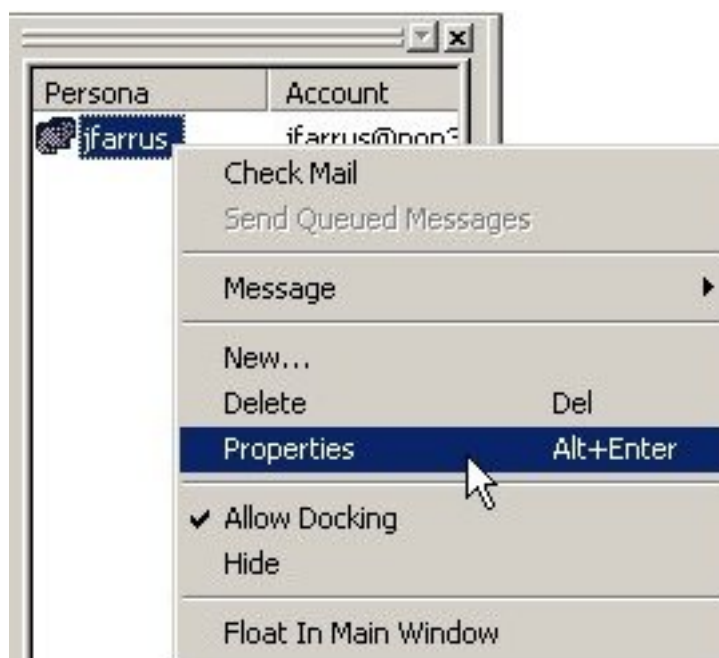 Persona Account
jfarrus
Check Mail
Send Queued Messages
Message
New...
Delete Del
Properties Alt+Enter
Allow Docking
Hide
Float In Main Window